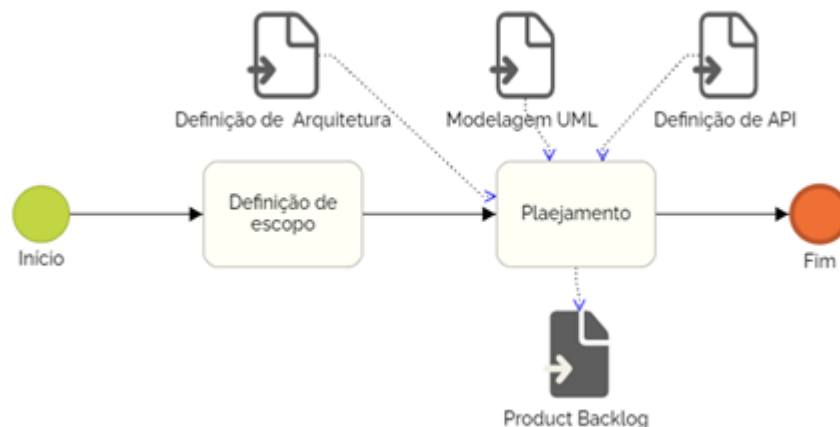 Definição de Arquitetura
Modelagem UML
Definição de API
Definição de
escopo
Plaejamento
Início
Fim
Product Backlog